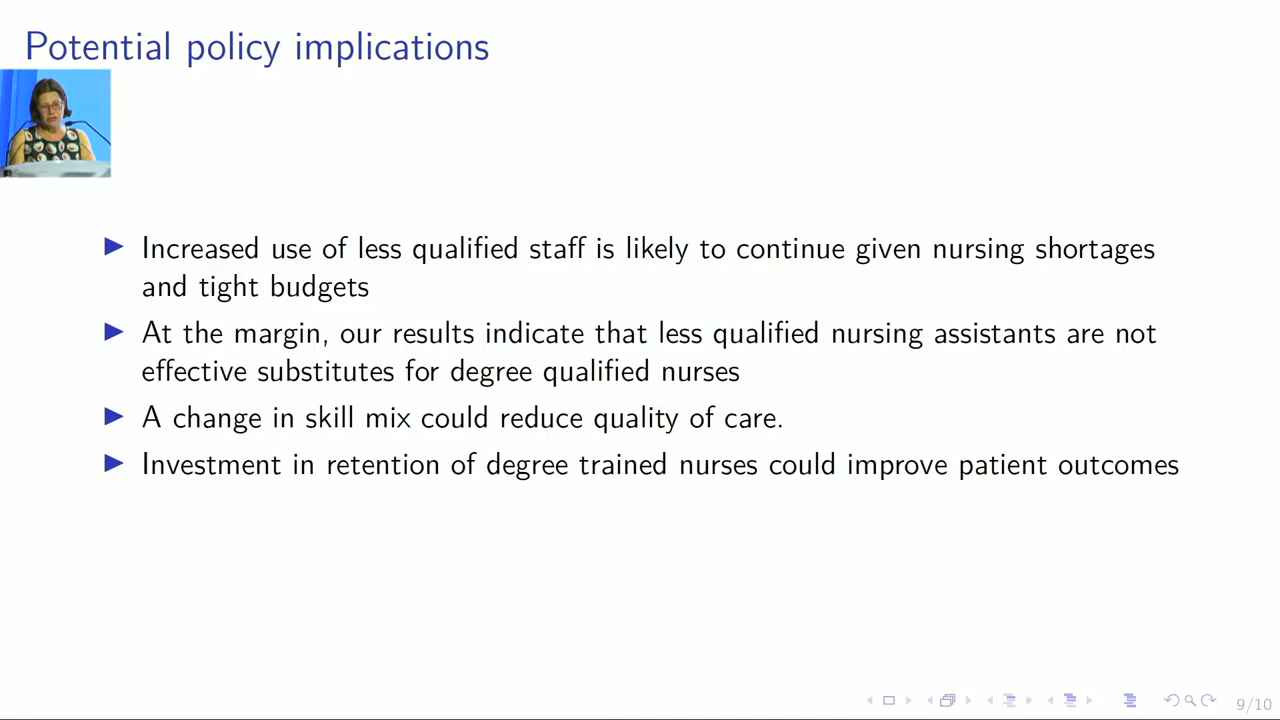 Potential policy implications
Increased use of less qualified staff is likely to continue given nursing shortages
and tight budgets
At the margin, our results indicate that less qualified nursing assistants are not
effective substitutes for degree qualified nurses
A change in skill mix could reduce quality of care.
Investment in retention of degree trained nurses could improve patient outcomes
9/10